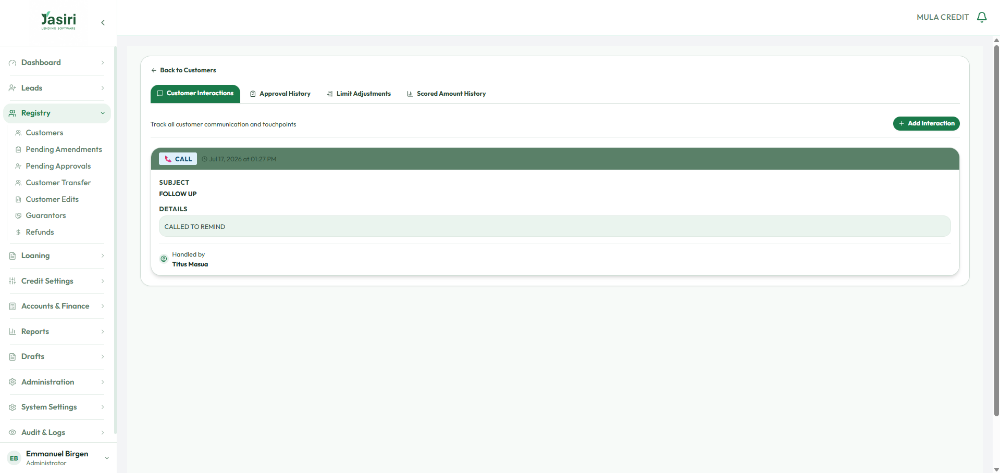 Jasiri
LENDING SOFTWARE
MULA CREDIT
Dashboard
Leads
Registry
Customers
Pending Amendments
Pending Approvals
Customer Transfer
Customer Edits
Guarantors
Refunds
Loaning
Credit Settings
Accounts & Finance
Reports
Drafts
Administration
System Settings
Audit & Logs
EB
Emmanuel Birgen
Administrator
Back to Customers
Customer Interactions
Approval History
Limit Adjustments
Scored Amount History
Track all customer communication and touchpoints
+ Add Interaction
CALL
Jul 17, 2026 at 01:27 PM
SUBJECT
FOLLOW UP
DETAILS
CALLED TO REMIND
Handled by
Titus Masua